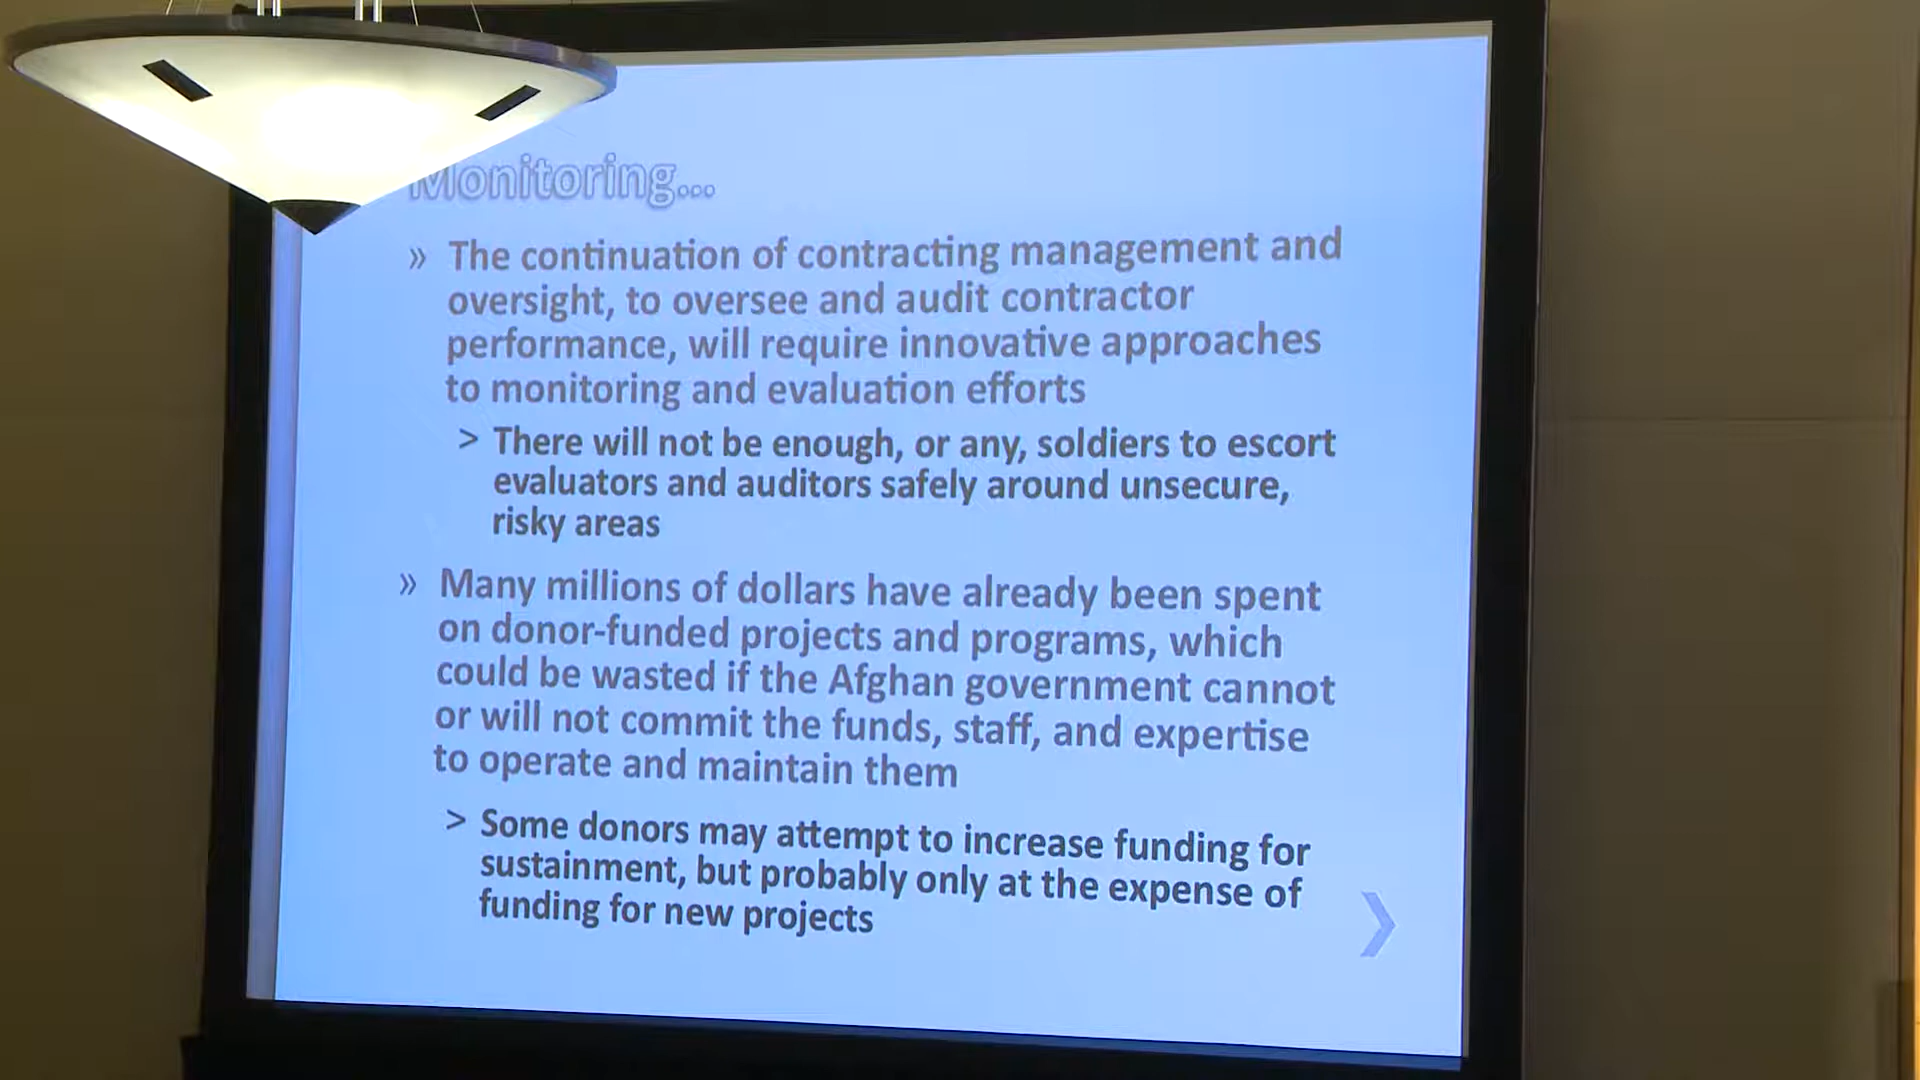 Monitoring...
» The continuation of contracting management and
oversight, to oversee and audit contractor
performance, will require innovative approaches
to monitoring and evaluation efforts
> There will not be enough, or any, soldiers to escort
evaluators and auditors safely around unsecure,
risky areas
» Many millions of dollars have already been spent
on donor-funded projects and programs, which
could be wasted if the Afghan government cannot
or will not commit the funds, staff, and expertise
to operate and maintain them
> Some donors may attempt to increase funding for
sustainment, but probably only at the expense of
funding for new projects